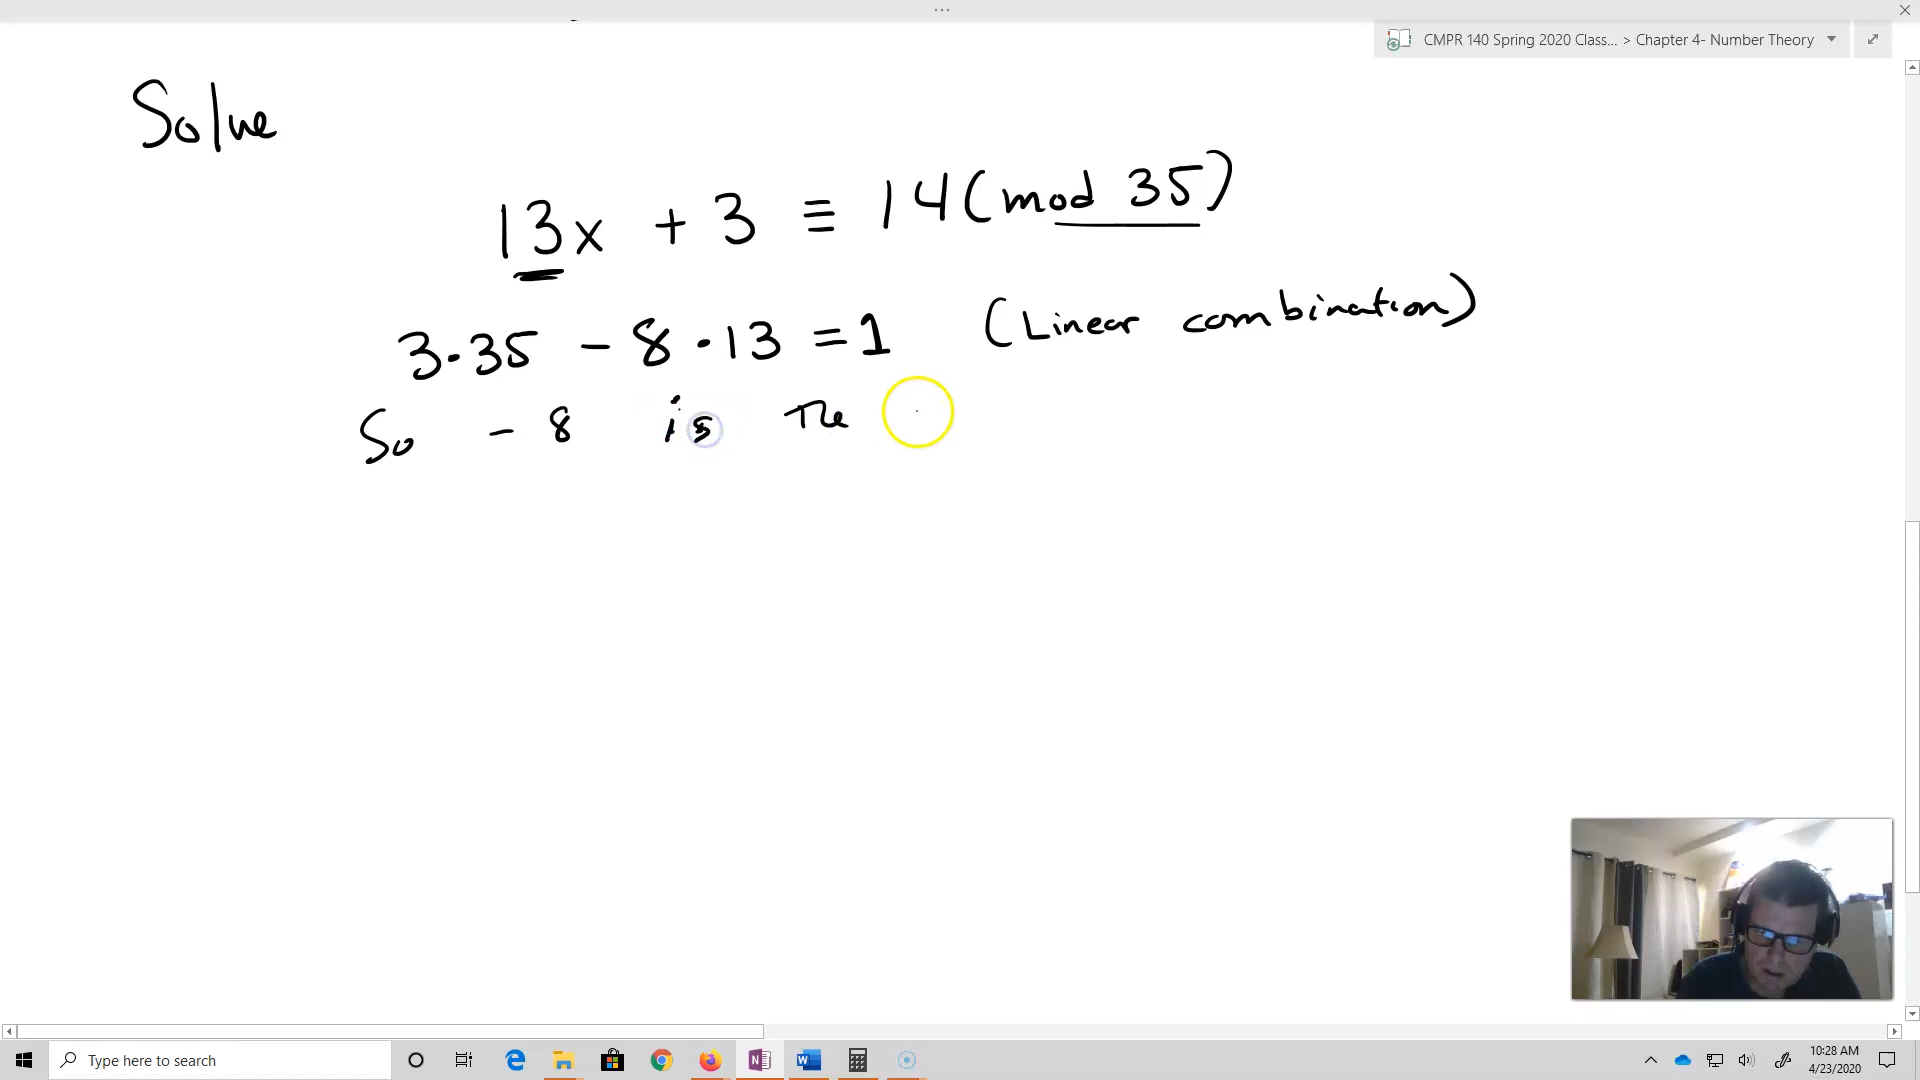 CMPR 140 Spring 2020 Class... > Chapter 4- Number Theory
Solve
13x + 3 ≡ 14 (mod 35)
3·35 - 8·13 = 1 (Linear combination)
So - 8 is the
Type here to search
10:28 AM
4/23/2020